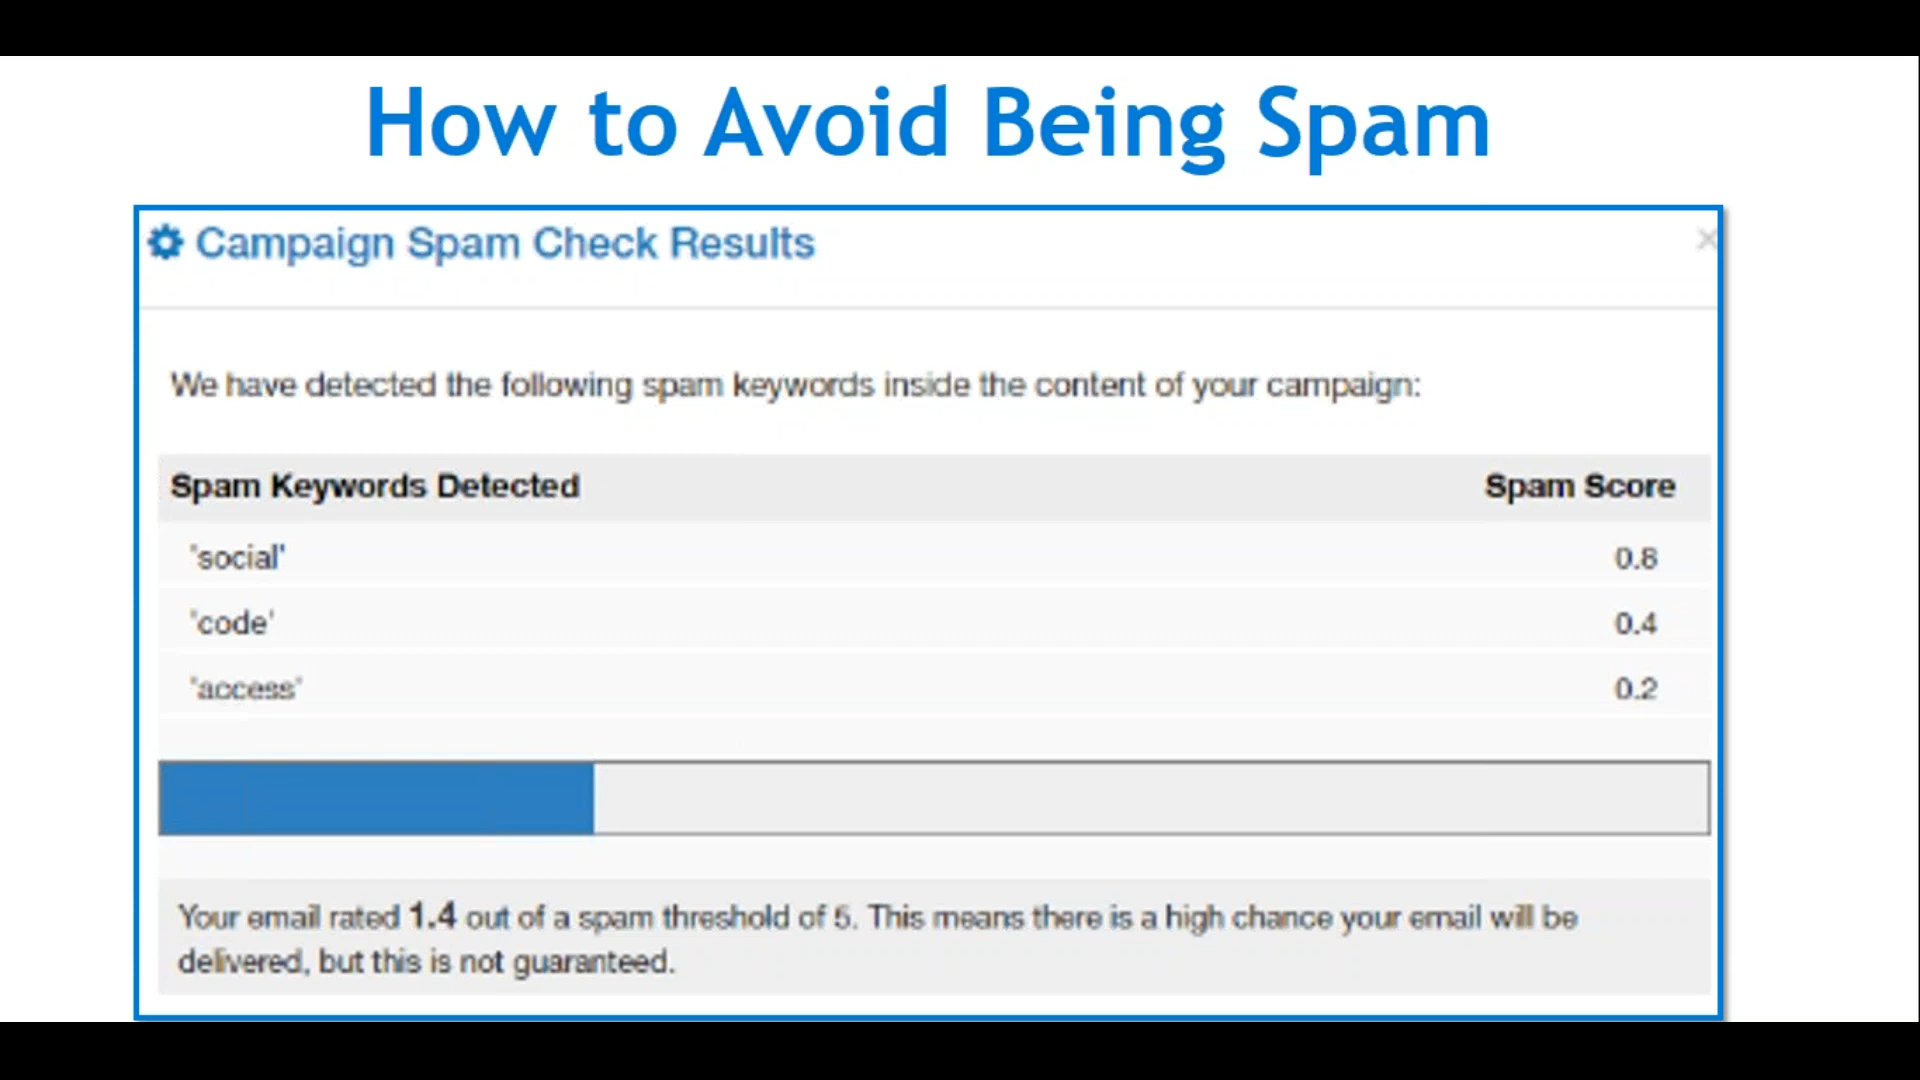 How to Avoid Being Spam
Campaign Spam Check Results
We have detected the following spam keywords inside the content of your campaign:
Spam Keywords Detected Spam Score
'social' 0.8
'code' 0.4
'access' 0.2
Your email rated 1.4 out of a spam threshold of 5. This means there is a high chance your email will be
delivered, but this is not guaranteed.